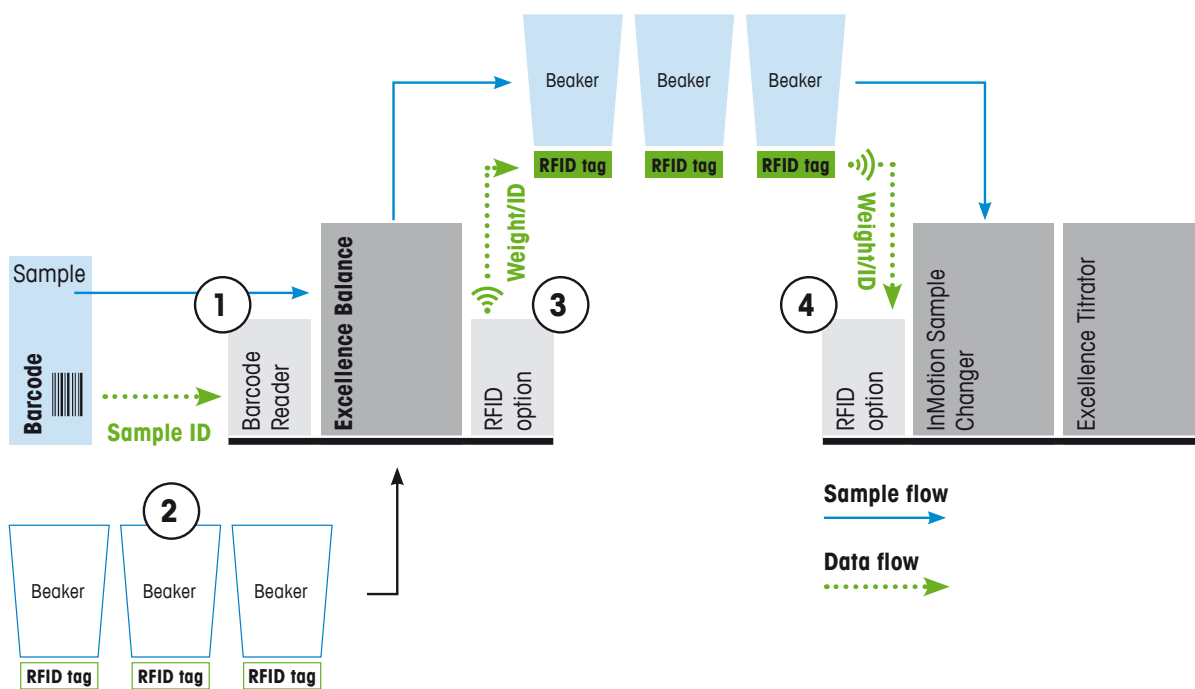 Beaker
Beaker
Beaker
RFID tag
RFID tag
RFID tag
Sample
Barcode
Sample ID
1
Barcode
Reader
Excellence Balance
Weight/ID
RFID
option
3
Weight/ID
4
RFID
option
InMotion Sample
Changer
Excellence Titrator
2
Beaker
Beaker
Beaker
RFID tag
RFID tag
RFID tag
Sample flow
Data flow